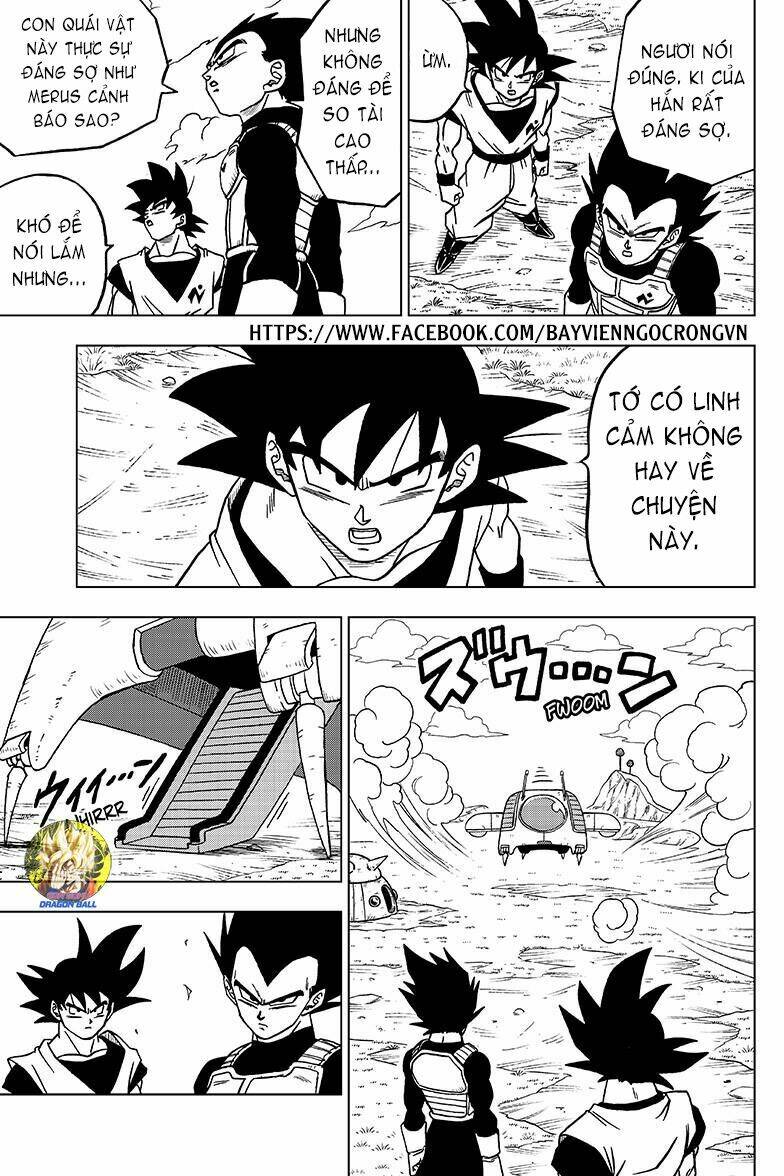 NGƯƠI NÓI
ĐÚNG. KI CỦA
HẮN RẤT
ĐÁNG SỢ.
ỪM.
NHƯNG
KHÔNG
ĐÁNG ĐỂ
SO TÀI
CAO
THẤP...
CON QUÁI VẬT
NÀY THỰC SỰ
ĐÁNG SỢ NHƯ
MERUS CẢNH
BÁO SAO?
KHÓ ĐỂ
NÓI LẮM
NHƯNG...
HTTPS://WWW.FACEBOOK.COM/BAYVIENNGOCRONGVN
TỚ CÓ LINH
CẢM KHÔNG
HAY VỀ
CHUYỆN
NÀY.
ズウ...ン
FWOOM
ウィイ...ン
DRAGON BALL